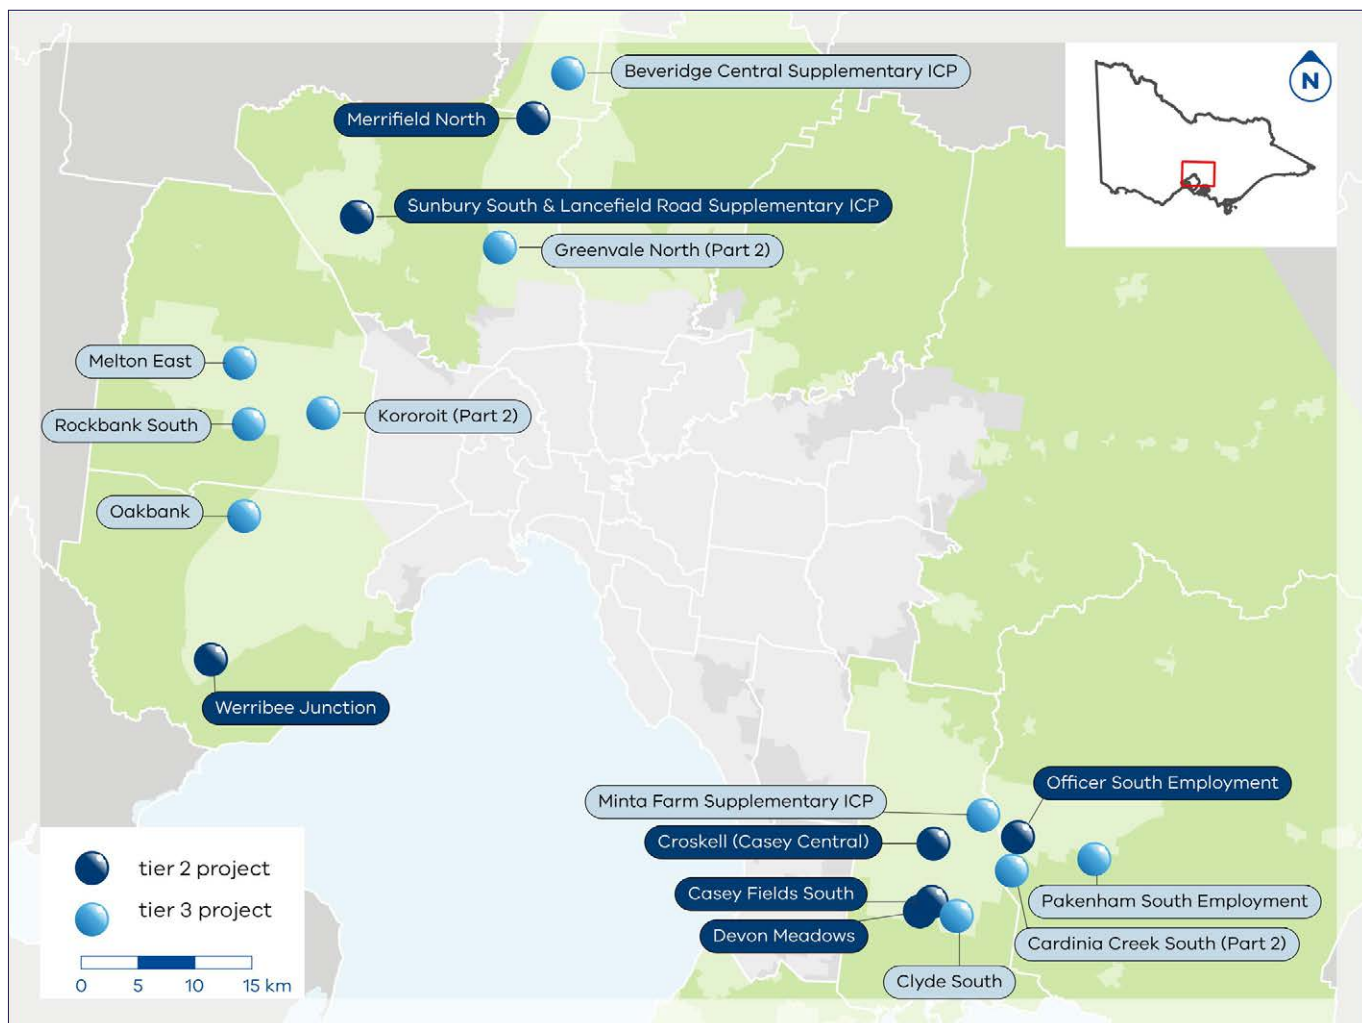 Beveridge Central Supplementary ICP
N
Merrifield North
Sunbury South & Lancefield Road Supplementary ICP
Greenvale North (Part 2)
Melton East
Kororoit (Part 2)
Rockbank South
Oakbank
Werribee Junction
Officer South Employment
Minta Farm Supplementary ICP
Croskell (Casey Central)
Casey Fields South
Pakenham South Employment
Devon Meadows
Cardinia Creek South (Part 2)
Clyde South
tier 2 project
tier 3 project
0 5 10 15 km